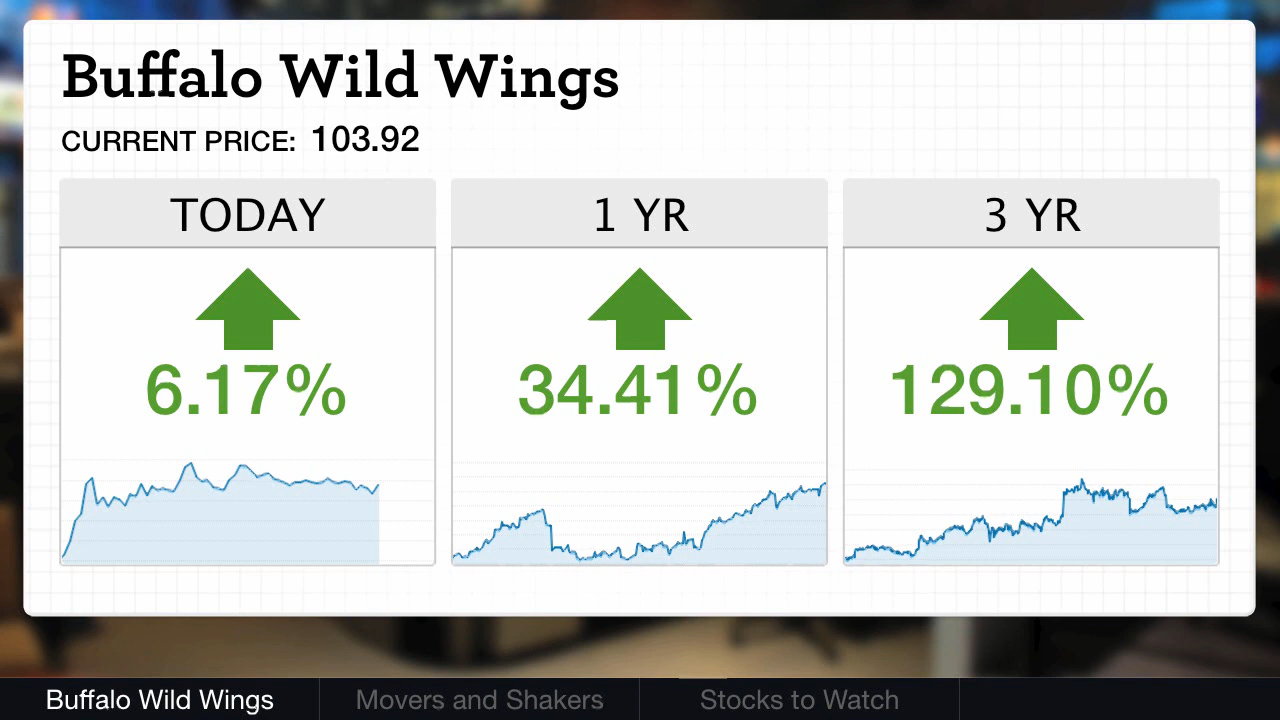 Buffalo Wild Wings
CURRENT PRICE: 103.92
TODAY 1 YR 3 YR
6.17% 34.41% 129.10%
Buffalo Wild Wings Movers and Shakers Stocks to Watch